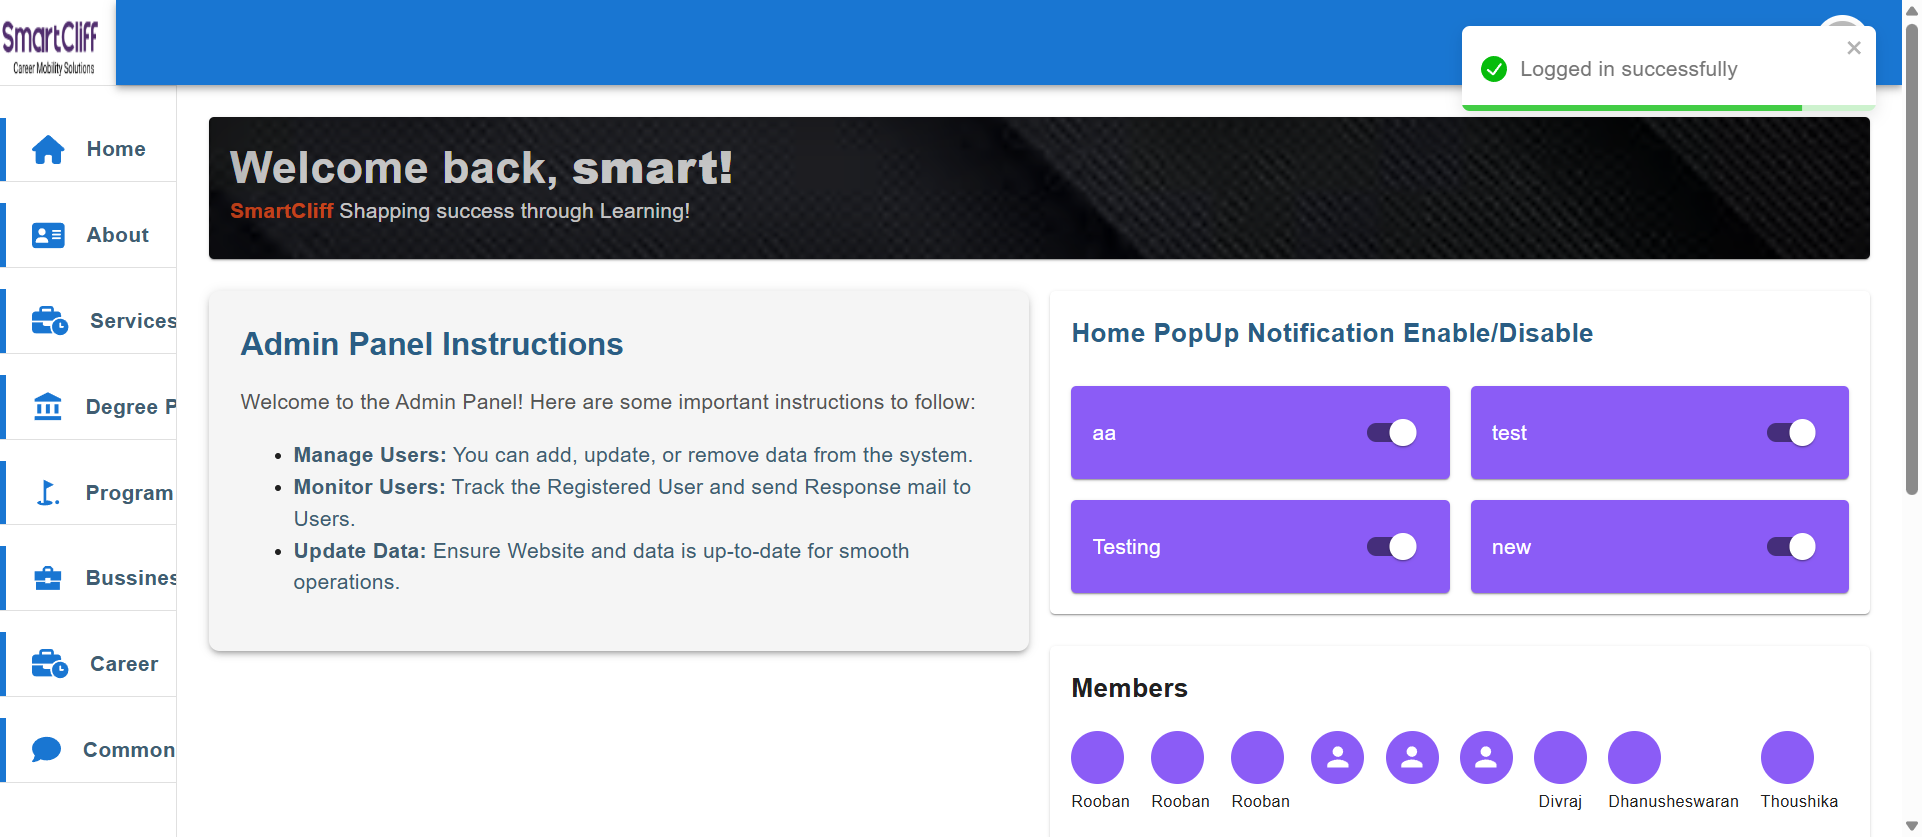 SmartCliff
Career Mobility Solutions
Logged in successfully
Home
About
Services
Degree P
Program
Bussines
Career
Common
Welcome back, smart!
SmartCliff Shapping success through Learning!
Admin Panel Instructions
Welcome to the Admin Panel! Here are some important instructions to follow:
Manage Users: You can add, update, or remove data from the system.
Monitor Users: Track the Registered User and send Response mail to
Users.
Update Data: Ensure Website and data is up-to-date for smooth
operations.
Home PopUp Notification Enable/Disable
aa
test
Testing
new
Members
Rooban
Rooban
Rooban
Divraj
Dhanusheswaran
Thoushika